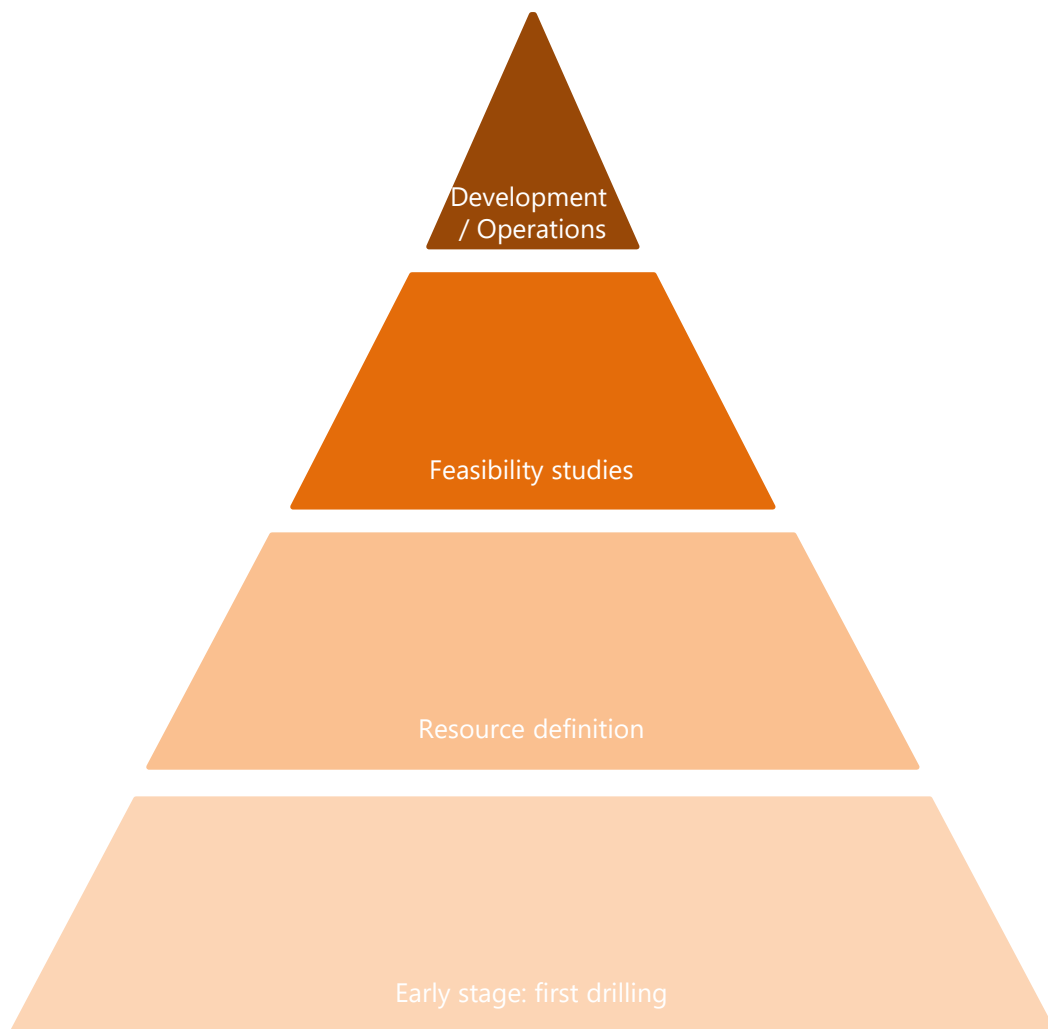 Development
/ Operations
Feasibility studies
Resource definition
Early stage: first drilling